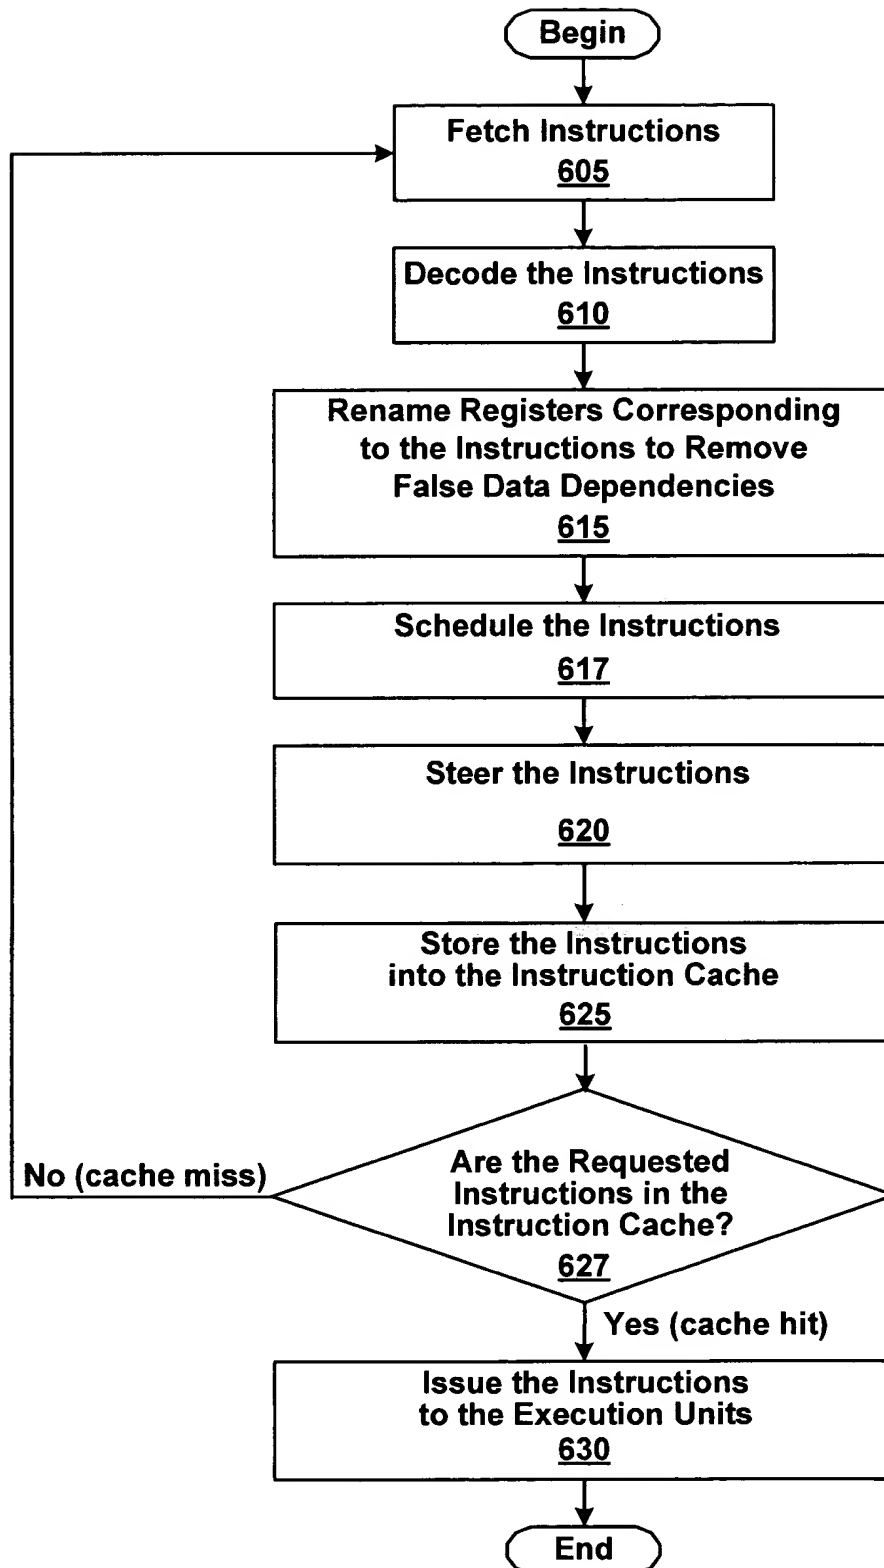 Begin
Fetch Instructions
605
Decode the Instructions
610
Rename Registers Corresponding
to the Instructions to Remove
False Data Dependencies
615
Schedule the Instructions
617
Steer the Instructions
620
Store the Instructions
into the Instruction Cache
625
No (cache miss)
Are the Requested
Instructions in the
Instruction Cache?
627
Yes (cache hit)
Issue the Instructions
to the Execution Units
630
End